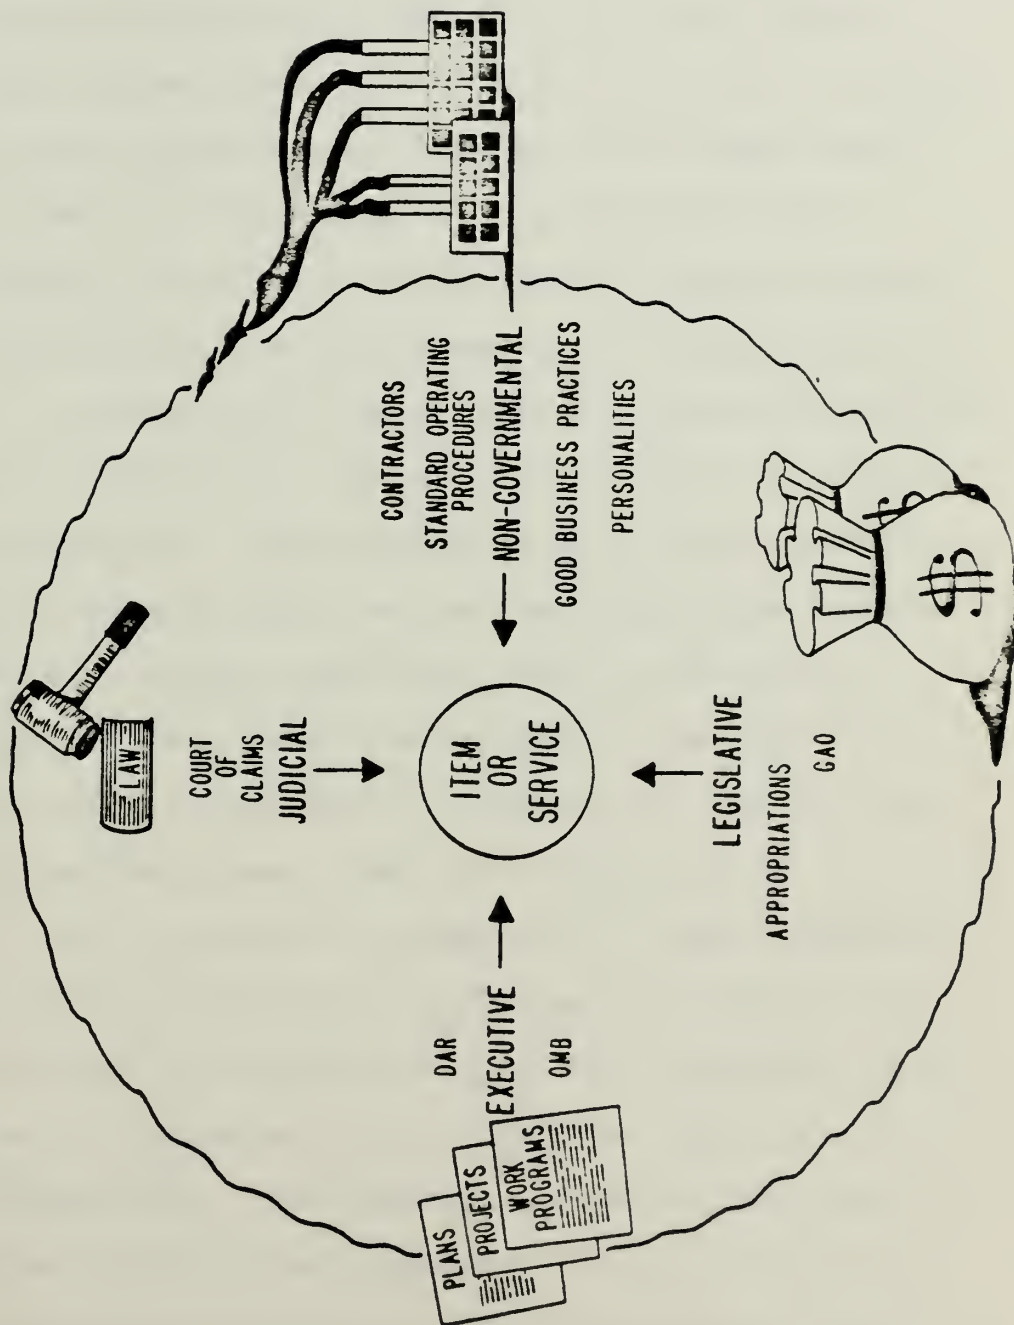 LAW
COURT
OF
CLAIMS
JUDICIAL
PLANS
PROJECTS
WORK
PROGRAMS
DAR
EXECUTIVE
OMB
ITEM
OR
SERVICE
CONTRACTORS
STANDARD OPERATING
PROCEDURES
NON-GOVERNMENTAL
GOOD BUSINESS PRACTICES
PERSONALITIES
LEGISLATIVE
APPROPRIATIONS
GAO
$
$